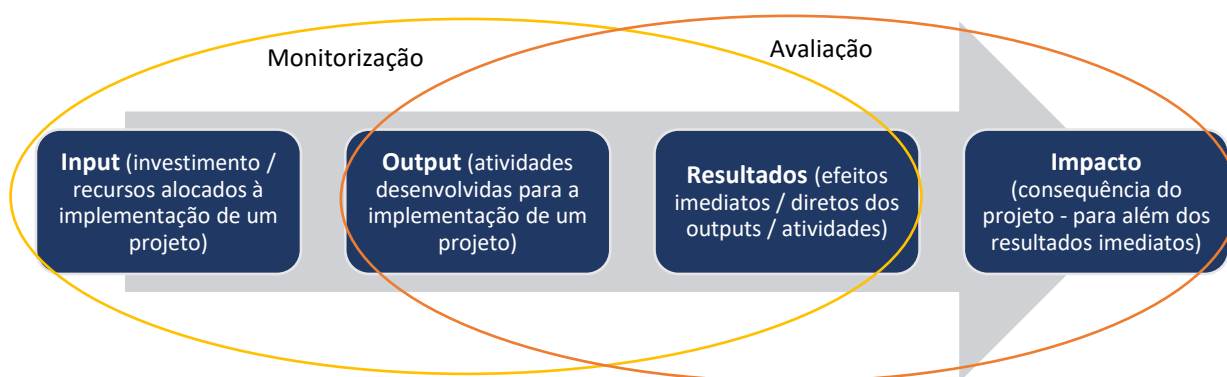 Monitorização
Avaliação
Input (investimento /
recursos alocados à
implementação de um
projeto)
Output (atividades
desenvolvidas para a
implementação de um
projeto)
Resultados (efeitos
imediatos / diretos dos
outputs / atividades)
Impacto
(consequência do
projeto - para além dos
resultados imediatos)